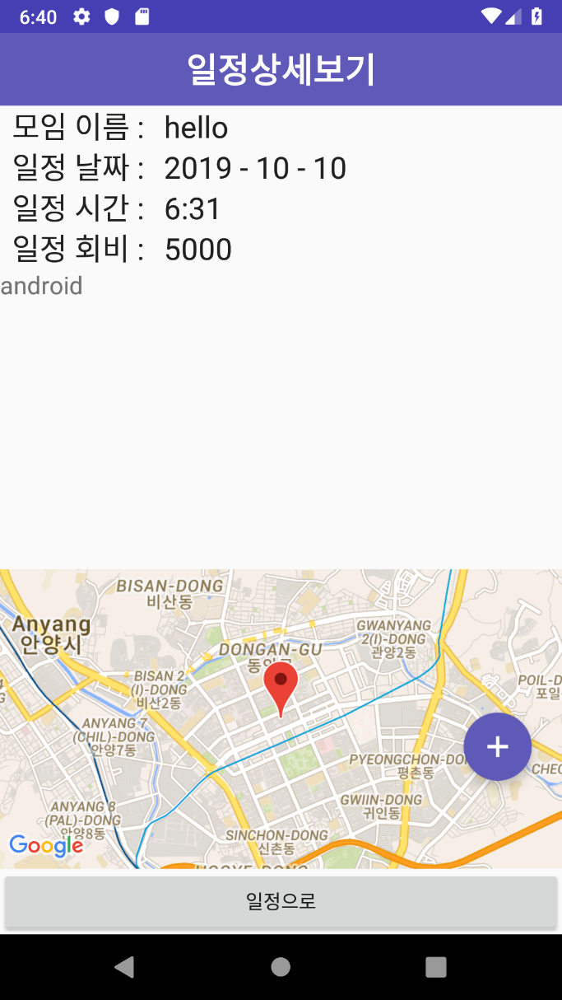 6:40
일정상세보기
모임 이름 : hello
일정 날짜 : 2019 - 10 - 10
일정 시간 : 6:31
일정 회비 : 5000
android
BISAN-DONG
비산동
Anyang
안양시
GWANYANG
2(I)-DONG
관양2동
DONGAN-GU
BISAN 2
(I)-DONG
비산2동
POIL-D
포일
ANYANG 7
(CHIL)-DONG
안양7동
PYEONGCHON-DO
평촌동
CHEO
GWIIN-DONG
귀인동
ANYANG 8
(PAL)-DONG
안양8동
SINCHON-DONG
신촌동
Google
일정으로